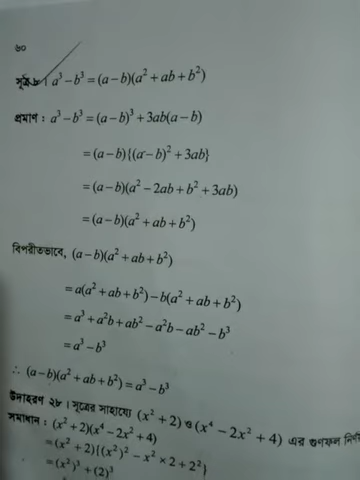 ৬০
সূত্র ৮। a³ – b³ = (a – b)(a² + ab + b²)
প্রমাণ : a³ – b³ = (a – b)³ + 3ab(a – b)
= (a – b){(a – b)² + 3ab}
= (a – b)(a² – 2ab + b² + 3ab)
= (a – b)(a² + ab + b²)
বিপরীতভাবে, (a – b)(a² + ab + b²)
= a(a² + ab + b²) – b(a² + ab + b²)
= a³ + a²b + ab² – a²b – ab² – b³
= a³ – b³
∴ (a – b)(a² + ab + b²) = a³ – b³
উদাহরণ ২৮। সূত্রের সাহায্যে (x² + 2) ও (x⁴ – 2x² + 4) এর গুণফল
সমাধান : (x² + 2)(x⁴ – 2x² + 4)
= (x² + 2){(x²)² – x² × 2 + 2²}
= (x²)³ + (2)³